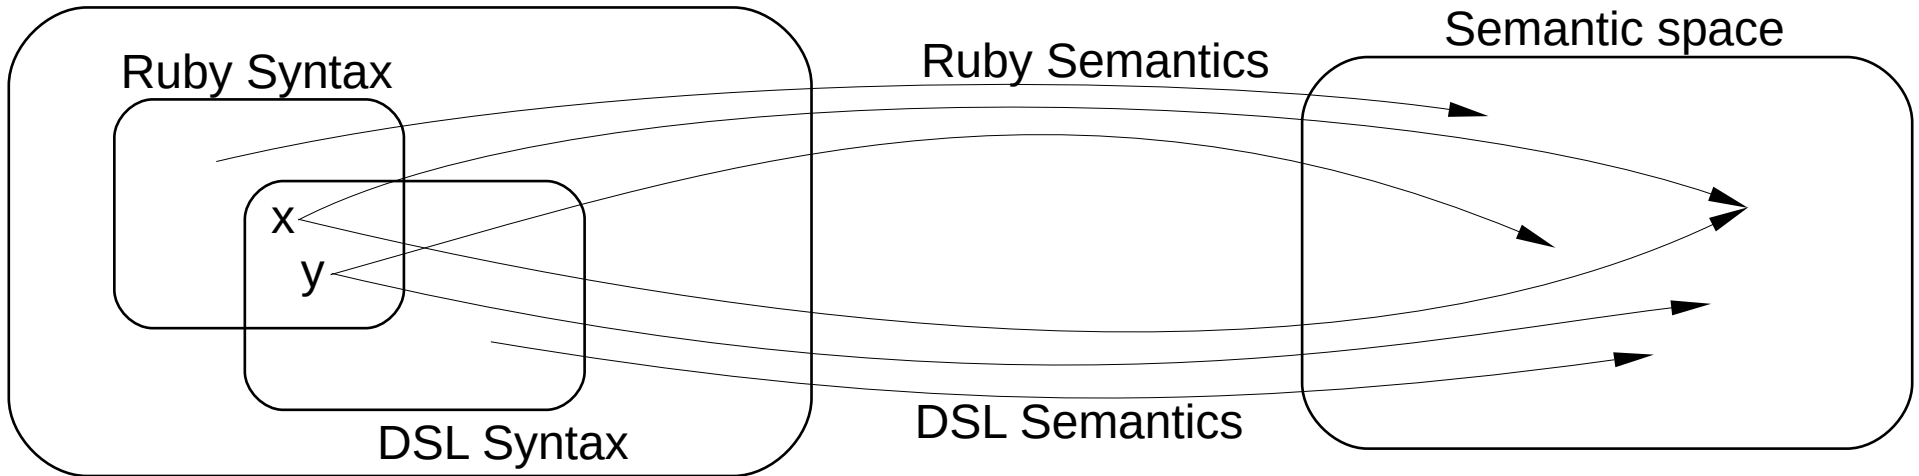 Semantic space
Ruby Semantics
Ruby Syntax
x
y
DSL Semantics
DSL Syntax